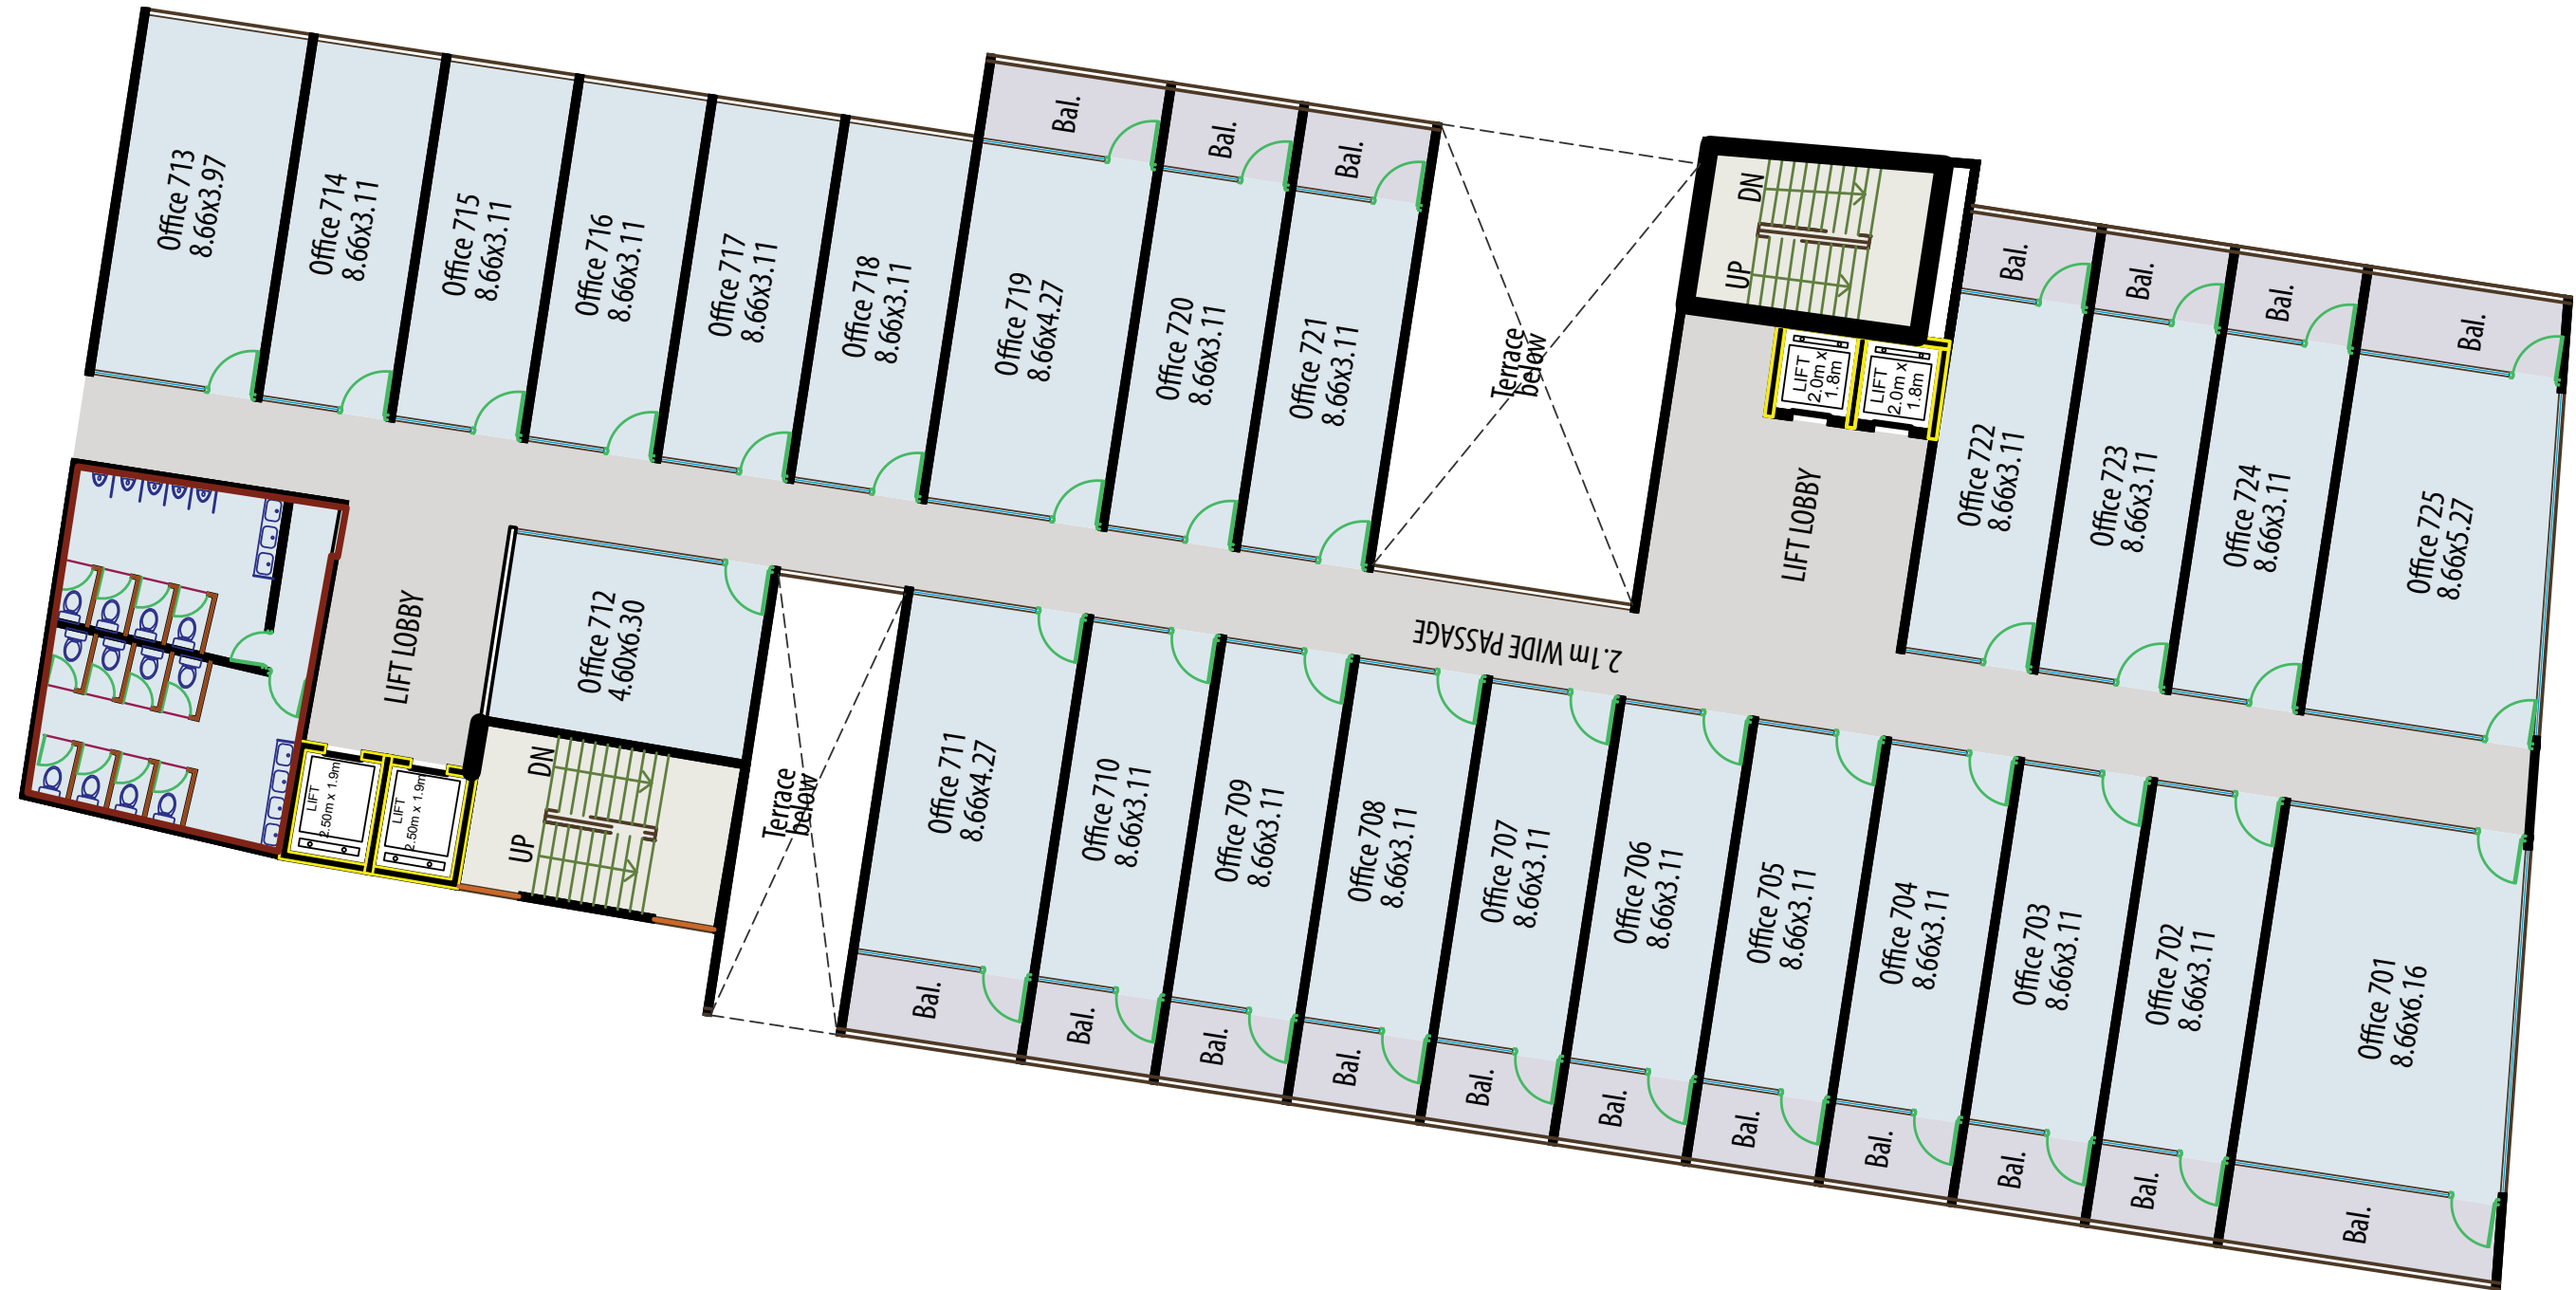 Office 713
8.66x3.97
Office 714
8.66x3.11
Office 715
8.66x3.11
Office 716
8.66x3.11
Office 717
8.66x3.11
Office 718
8.66x3.11
Bal.
Office 719
8.66x4.27
Bal.
Office 720
8.66x3.11
Bal.
Office 721
8.66x3.11
Terrace
below
DN
UP
LIFT
2.0m x
1.8m
LIFT
2.0m x
1.8m
LIFT LOBBY
Bal.
Office 722
8.66x3.11
Bal.
Office 723
8.66x3.11
Bal.
Office 724
8.66x3.11
Bal.
Office 725
8.66x5.27
2.1m WIDE PASSAGE
LIFT LOBBY
Office 712
4.60x6.30
LIFT
2.50m x 1.9m
LIFT
2.50m x 1.9m
DN
UP
Terrace
below
Office 711
8.66x4.27
Bal.
Office 710
8.66x3.11
Bal.
Office 709
8.66x3.11
Bal.
Office 708
8.66x3.11
Bal.
Office 707
8.66x3.11
Bal.
Office 706
8.66x3.11
Bal.
Office 705
8.66x3.11
Bal.
Office 704
8.66x3.11
Bal.
Office 703
8.66x3.11
Bal.
Office 702
8.66x3.11
Bal.
Office 701
8.66x6.16
Bal.